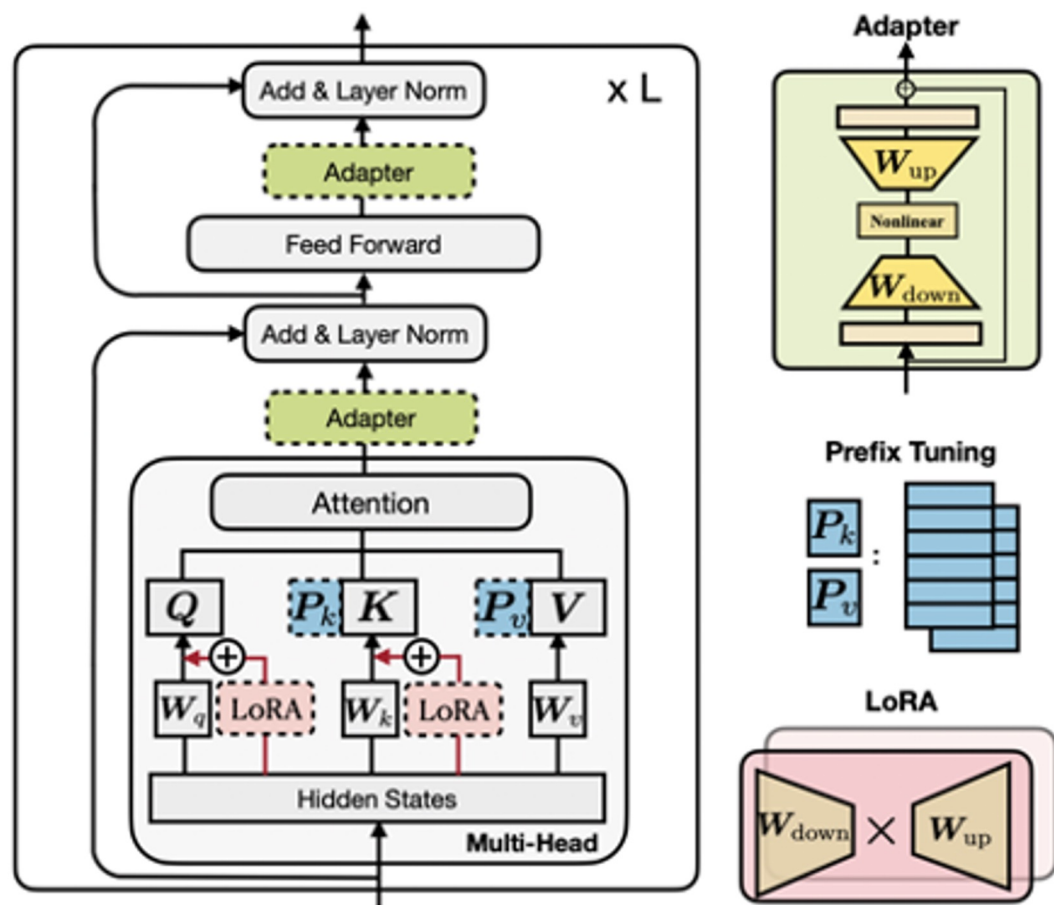 Add & Layer Norm
x L
Adapter
Feed Forward
Add & Layer Norm
Adapter
Attention
Q
P_k K
P_v V
+
+
W_q
LoRA
W_k
LoRA
W_v
Hidden States
Multi-Head
Adapter
+
W_up
Nonlinear
W_down
Prefix Tuning
P_k
:
P_v
LoRA
W_down × W_up